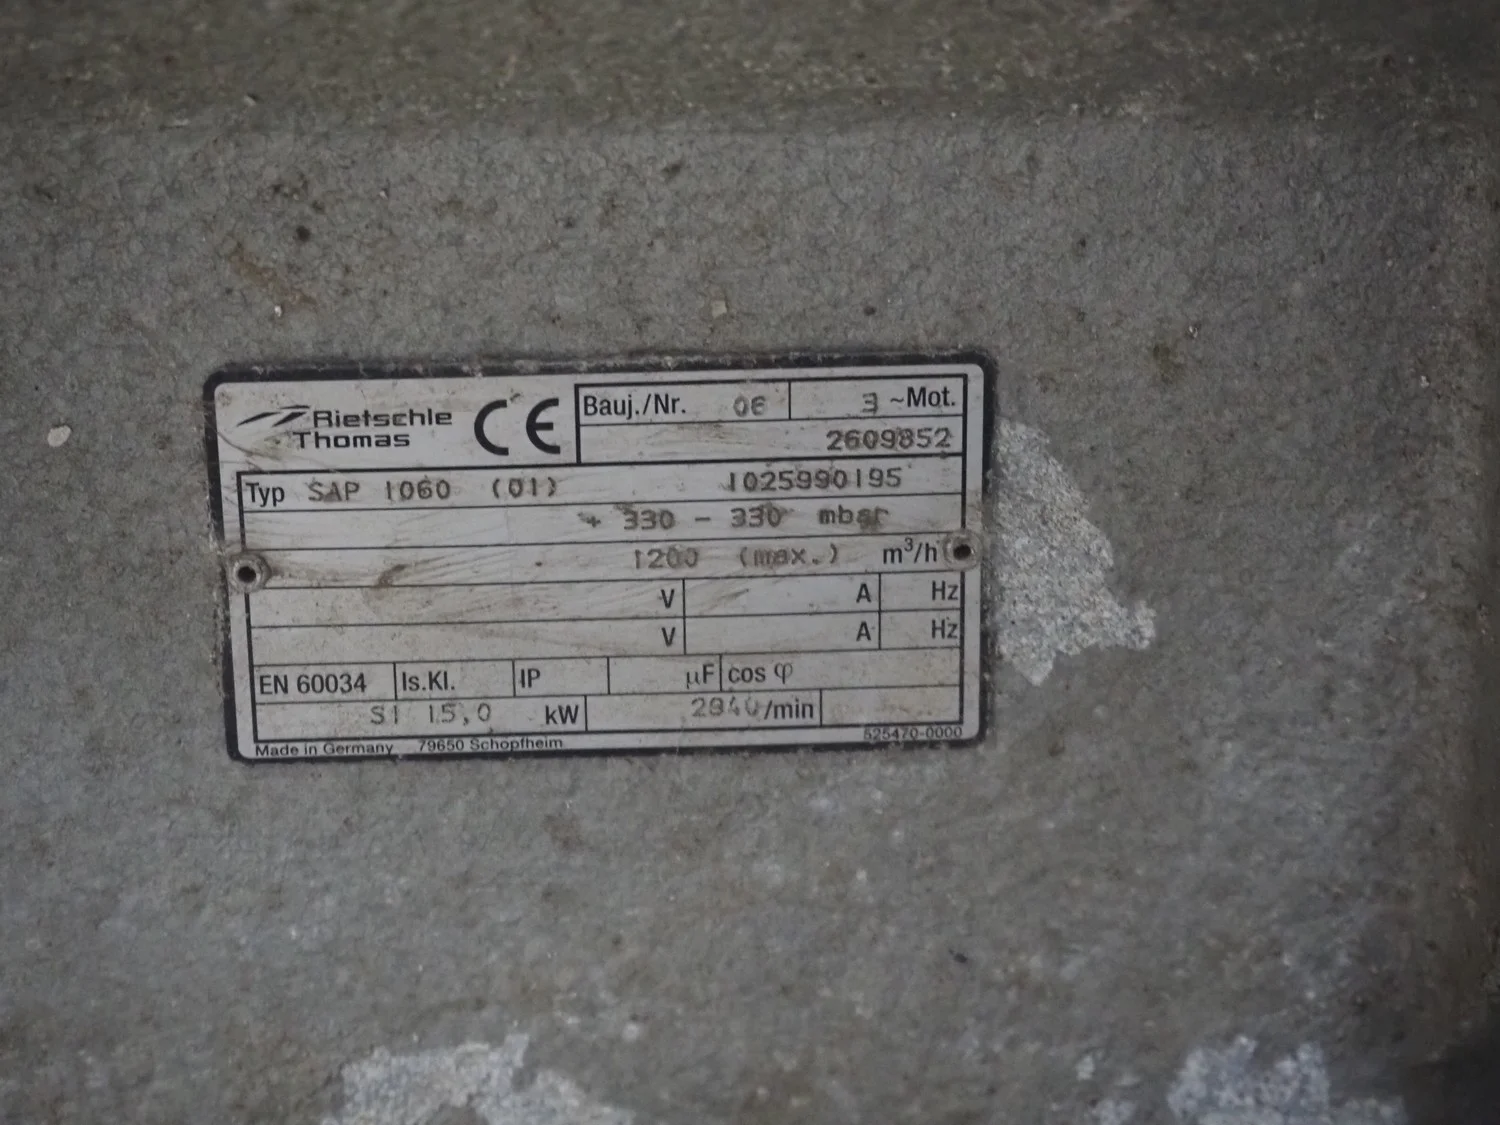 Rietschle
Thomas
CE
Bauj./Nr. 06 3 ~Mot.
2609852
Typ SAP 1060 (01) 1025990195
+ 330 - 330 mbar
1200 (max.) m³/h
V A Hz
V A Hz
EN 60034 Is.Kl. IP µF cos φ
S1 15,0 kW 2940/min
Made in Germany 79650 Schopfheim 525470-0000